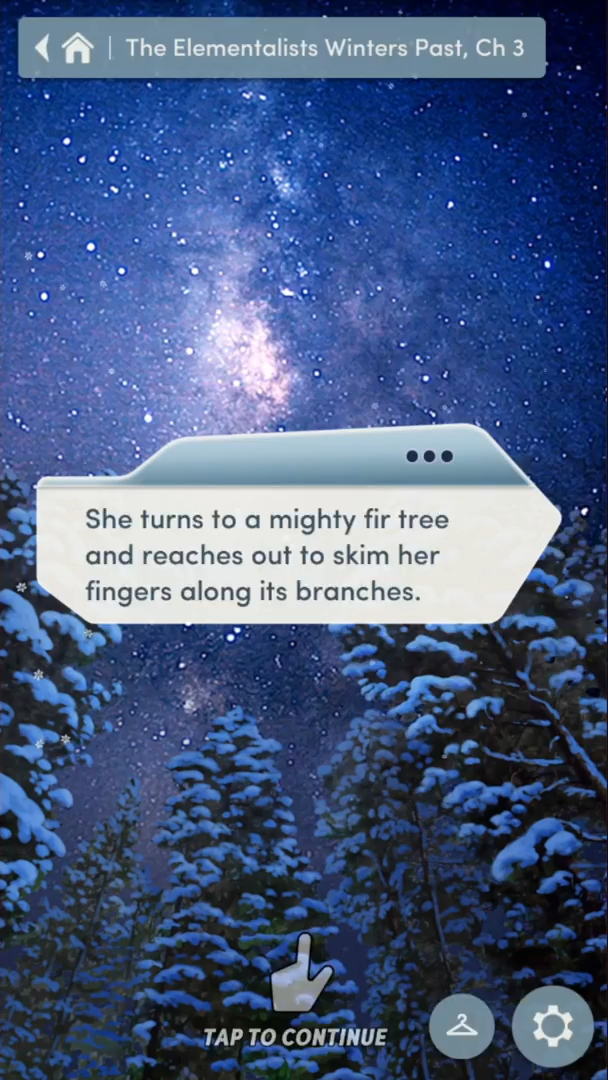 The Elementalists Winters Past, Ch 3
She turns to a mighty fir tree
and reaches out to skim her
fingers along its branches.
TAP TO CONTINUE